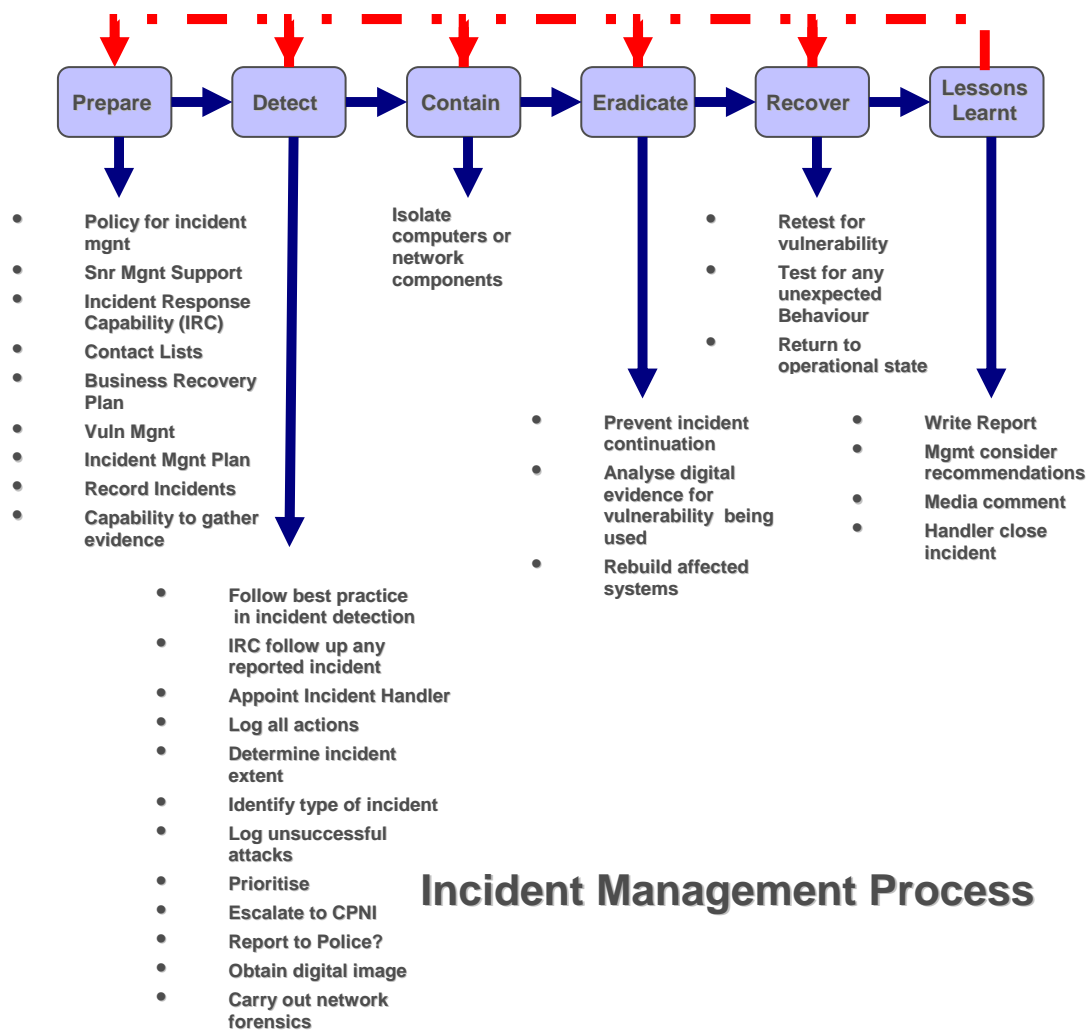 Prepare
Detect
Contain
Eradicate
Recover
Lessons
Learnt
• Policy for incident
mgnt
• Snr Mgnt Support
• Incident Response
Capability (IRC)
• Contact Lists
• Business Recovery
Plan
• Vuln Mgnt
• Incident Mgnt Plan
• Record Incidents
• Capability to gather
evidence
• Follow best practice
in incident detection
• IRC follow up any
reported incident
• Appoint Incident Handler
• Log all actions
• Determine incident
extent
• Identify type of incident
• Log unsuccessful
attacks
• Prioritise
• Escalate to CPNI
• Report to Police?
• Obtain digital image
• Carry out network
forensics
Isolate
computers or
network
components
• Prevent incident
continuation
• Analyse digital
evidence for
vulnerability being
used
• Rebuild affected
systems
• Retest for
vulnerability
• Test for any
unexpected
Behaviour
• Return to
operational state
• Write Report
• Mgmt consider
recommendations
• Media comment
• Handler close
incident
Incident Management Process